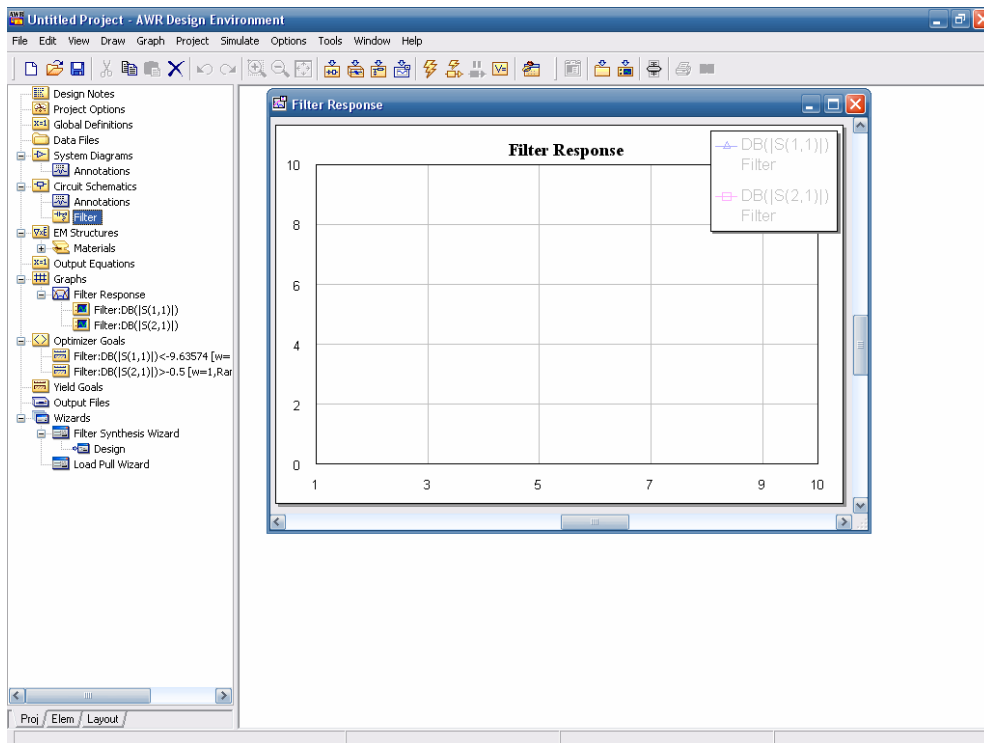 Untitled Project - AWR Design Environment
File Edit View Draw Graph Project Simulate Options Tools Window Help
Design Notes
Project Options
Global Definitions
Data Files
System Diagrams
Annotations
Circuit Schematics
Annotations
Filter
EM Structures
Materials
Output Equations
Graphs
Filter Response
Filter:DB(|S(1,1)|)
Filter:DB(|S(2,1)|)
Optimizer Goals
Filter:DB(|S(1,1)|)<-9.63574 [w=
Filter:DB(|S(2,1)|)>-0.5 [w=1,Rar
Yield Goals
Output Files
Wizards
Filter Synthesis Wizard
Design
Load Pull Wizard
Proj Elem Layout
Filter Response
Filter Response
DB(|S(1,1)|)
Filter
DB(|S(2,1)|)
Filter
10
8
6
4
2
0
1 3 5 7 9 10